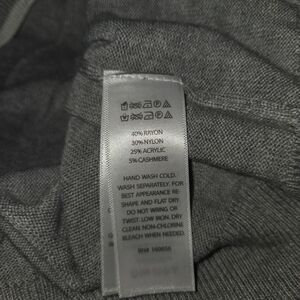 40% RAYON
30% NYLON
25% ACRYLIC
5% CASHMERE
HAND WASH COLD.
WASH SEPARATELY. FOR
BEST APPEARANCE RE-
SHAPE AND FLAT DRY.
DO NOT WRING OR
TWIST. LOW IRON. DRY
CLEAN. NON-CHLORINE
BLEACH WHEN NEEDED.